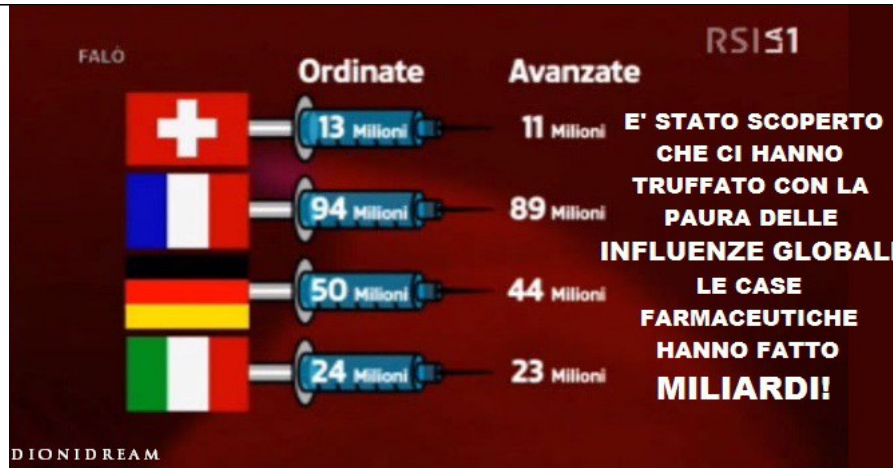 FALÒ
RSI LA1
Ordinate Avanzate
13 Milioni 11 Milioni
94 Milioni 89 Milioni
50 Milioni 44 Milioni
24 Milioni 23 Milioni
E' STATO SCOPERTO
CHE CI HANNO
TRUFFATO CON LA
PAURA DELLE
INFLUENZE GLOBALI
LE CASE
FARMACEUTICHE
HANNO FATTO
MILIARDI!
DIONIDREAM